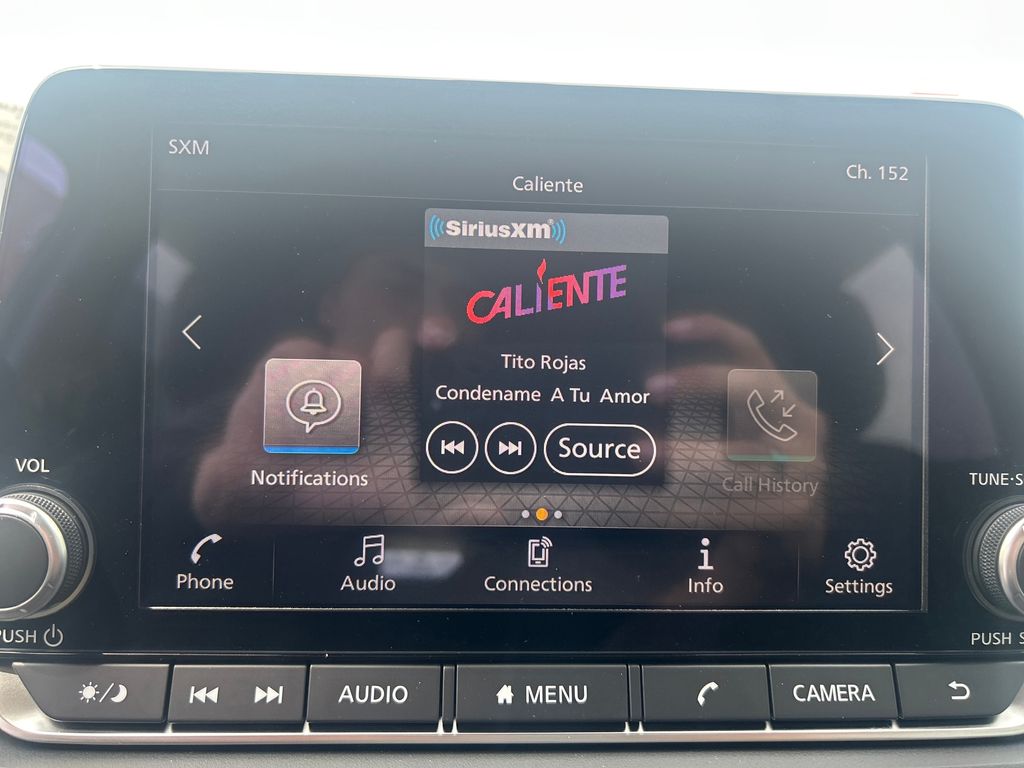 SXM
Ch. 152
Caliente
SiriusXm
CALIENTE
Tito Rojas
Condename A Tu Amor
Source
Notifications
Call History
VOL
TUNE·S
Phone
Audio
Connections
Info
Settings
PUSH
PUSH S
AUDIO
MENU
CAMERA